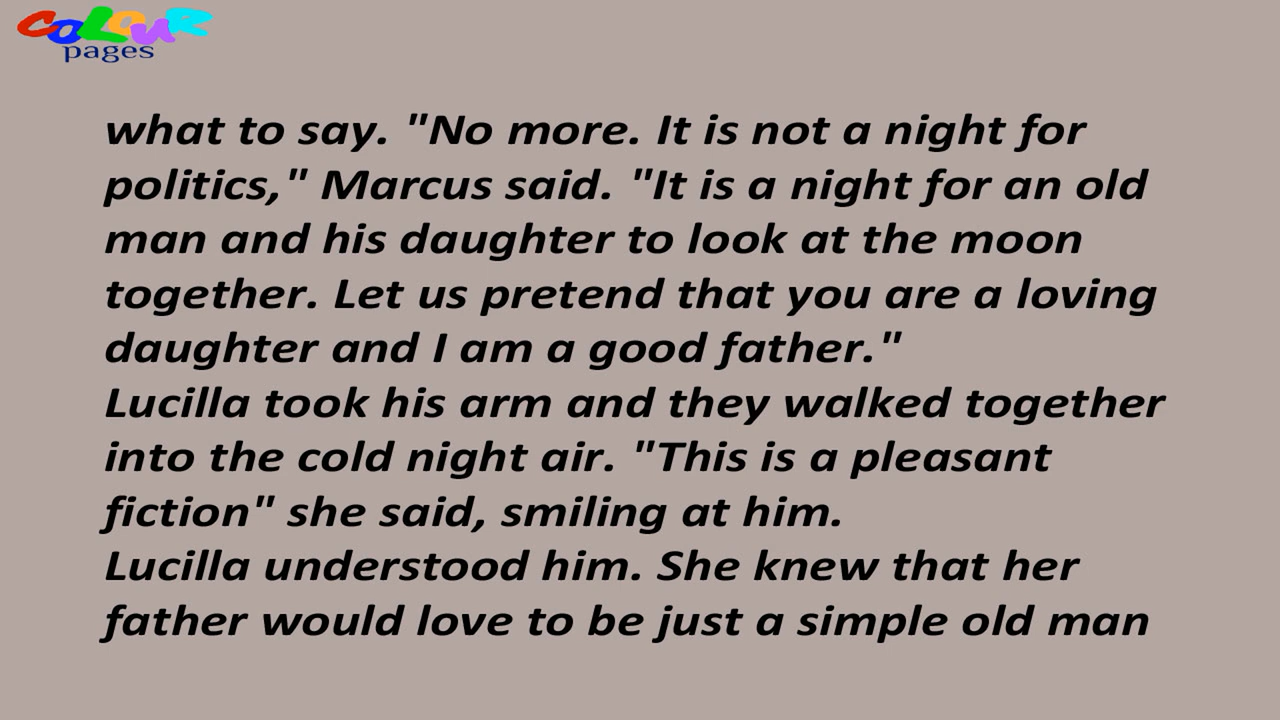 COLOUR
pages
what to say. "No more. It is not a night for
politics," Marcus said. "It is a night for an old
man and his daughter to look at the moon
together. Let us pretend that you are a loving
daughter and I am a good father."
Lucilla took his arm and they walked together
into the cold night air. "This is a pleasant
fiction" she said, smiling at him.
Lucilla understood him. She knew that her
father would love to be just a simple old man